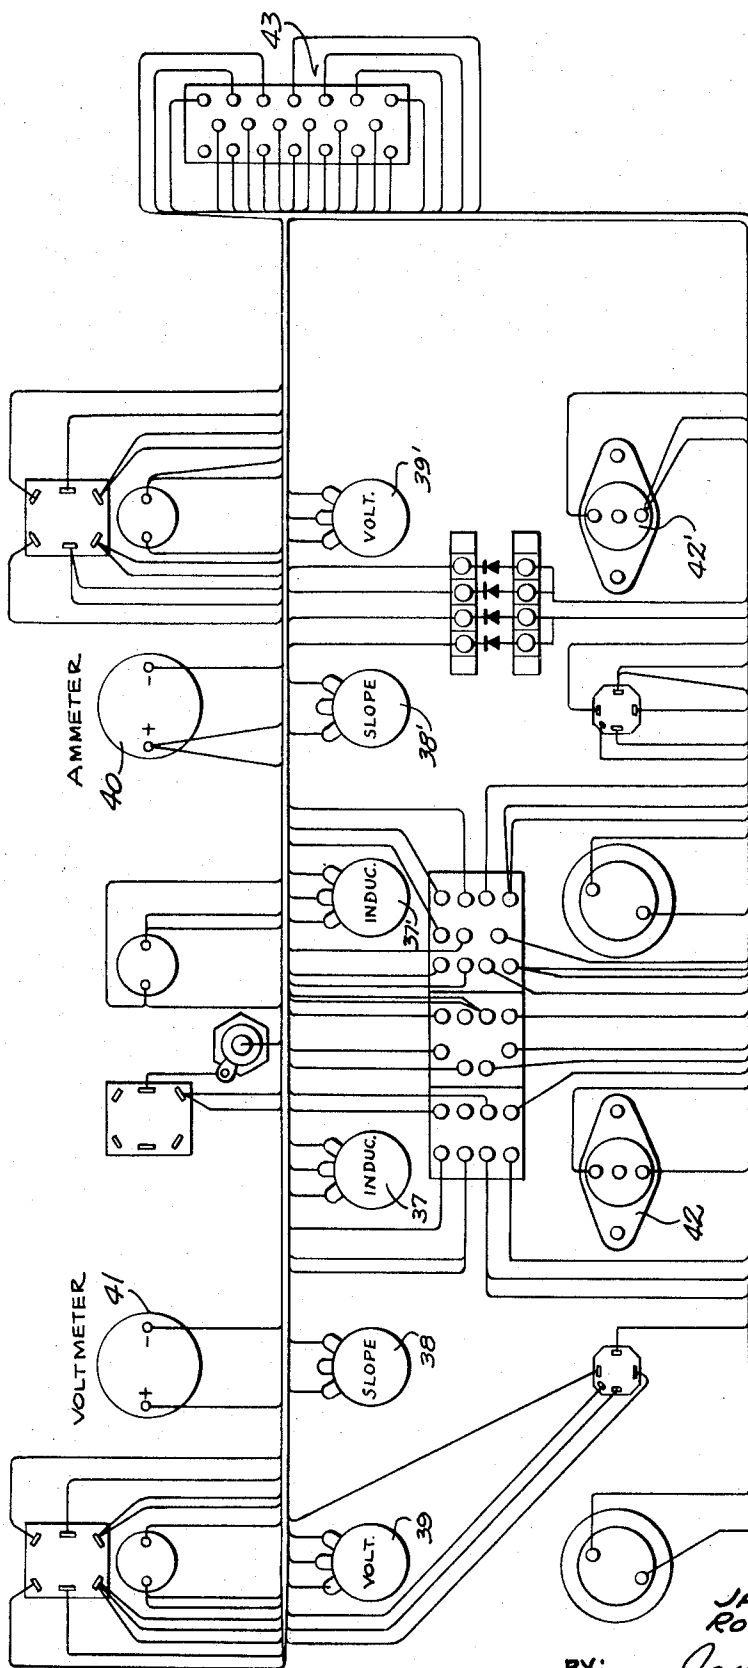 43
AMMETER
+ -
40
VOLT.
39'
SLOPE
38'
INDUC.
37'
42'
VOLTMETER
+ -
41
INDUC.
37
SLOPE
38
VOLT.
39
42
BY: